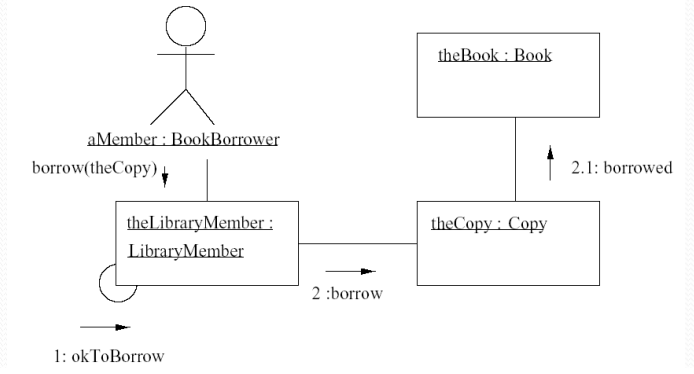 theBook : Book
aMember : BookBorrower
borrow(theCopy)
2.1: borrowed
theLibraryMember :
LibraryMember
theCopy : Copy
2 :borrow
1: okToBorrow